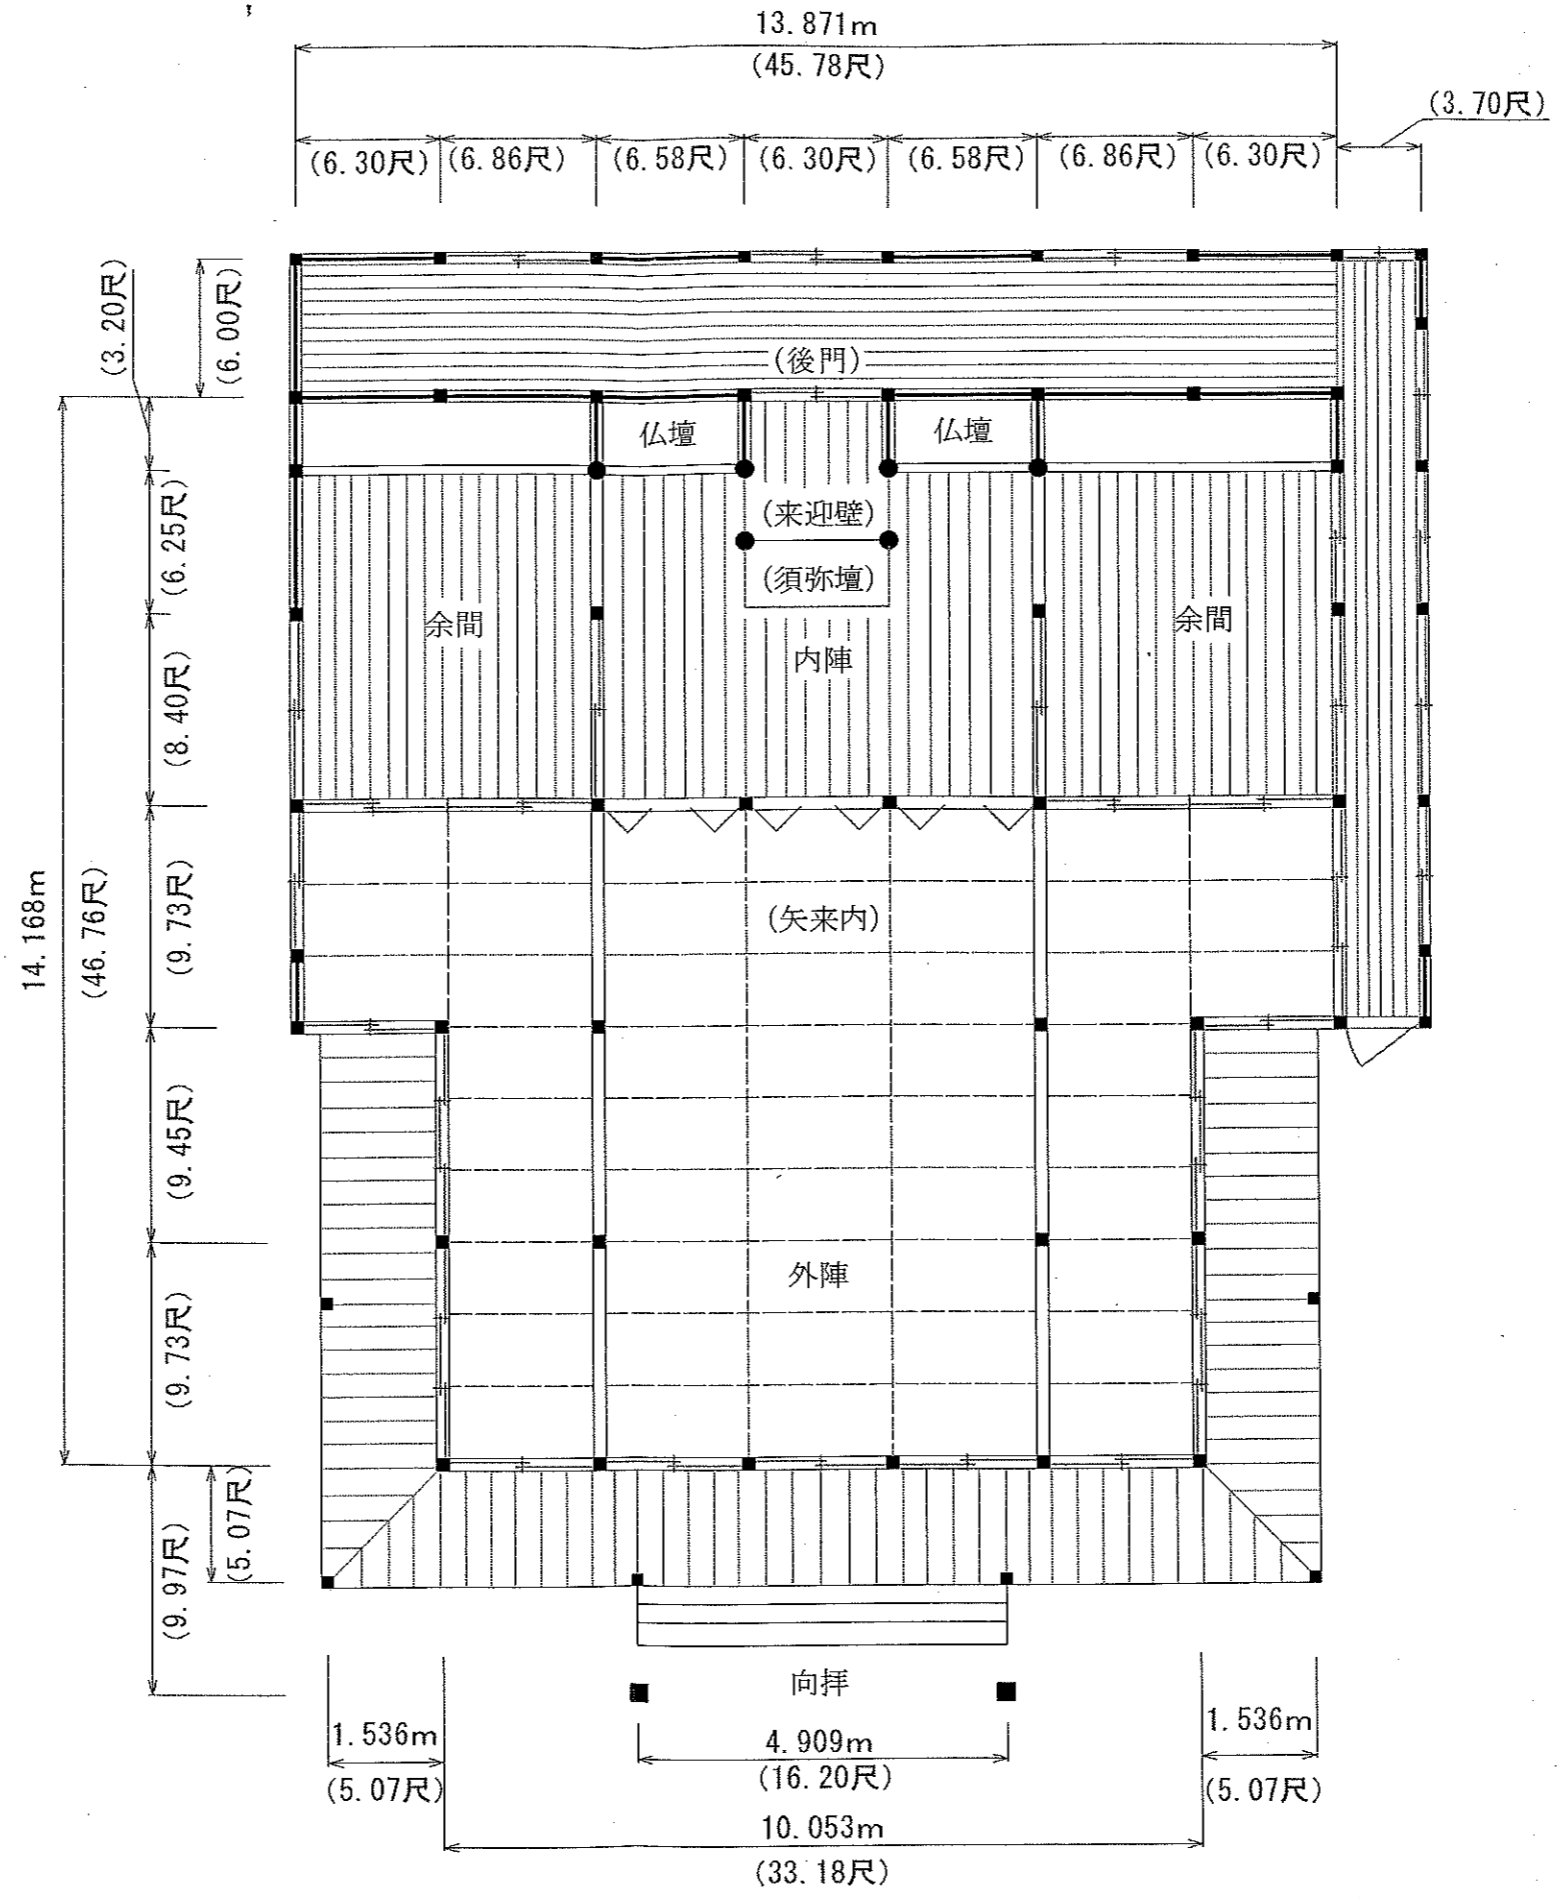 13.871m
(45.78尺)
(3.70尺)
(6.30尺) (6.86尺) (6.58尺) (6.30尺) (6.58尺) (6.86尺) (6.30尺)
(3.20尺)
(6.00尺)
(後門)
仏壇
仏壇
(来迎壁)
(須弥壇)
(6.25尺)
余間
余間
内陣
(8.40尺)
14.168m
(46.76尺)
(9.73尺)
(矢来内)
(9.45尺)
外陣
(9.73尺)
(5.07尺)
(9.97尺)
向拝
1.536m
(5.07尺)
4.909m
(16.20尺)
1.536m
(5.07尺)
10.053m
(33.18尺)